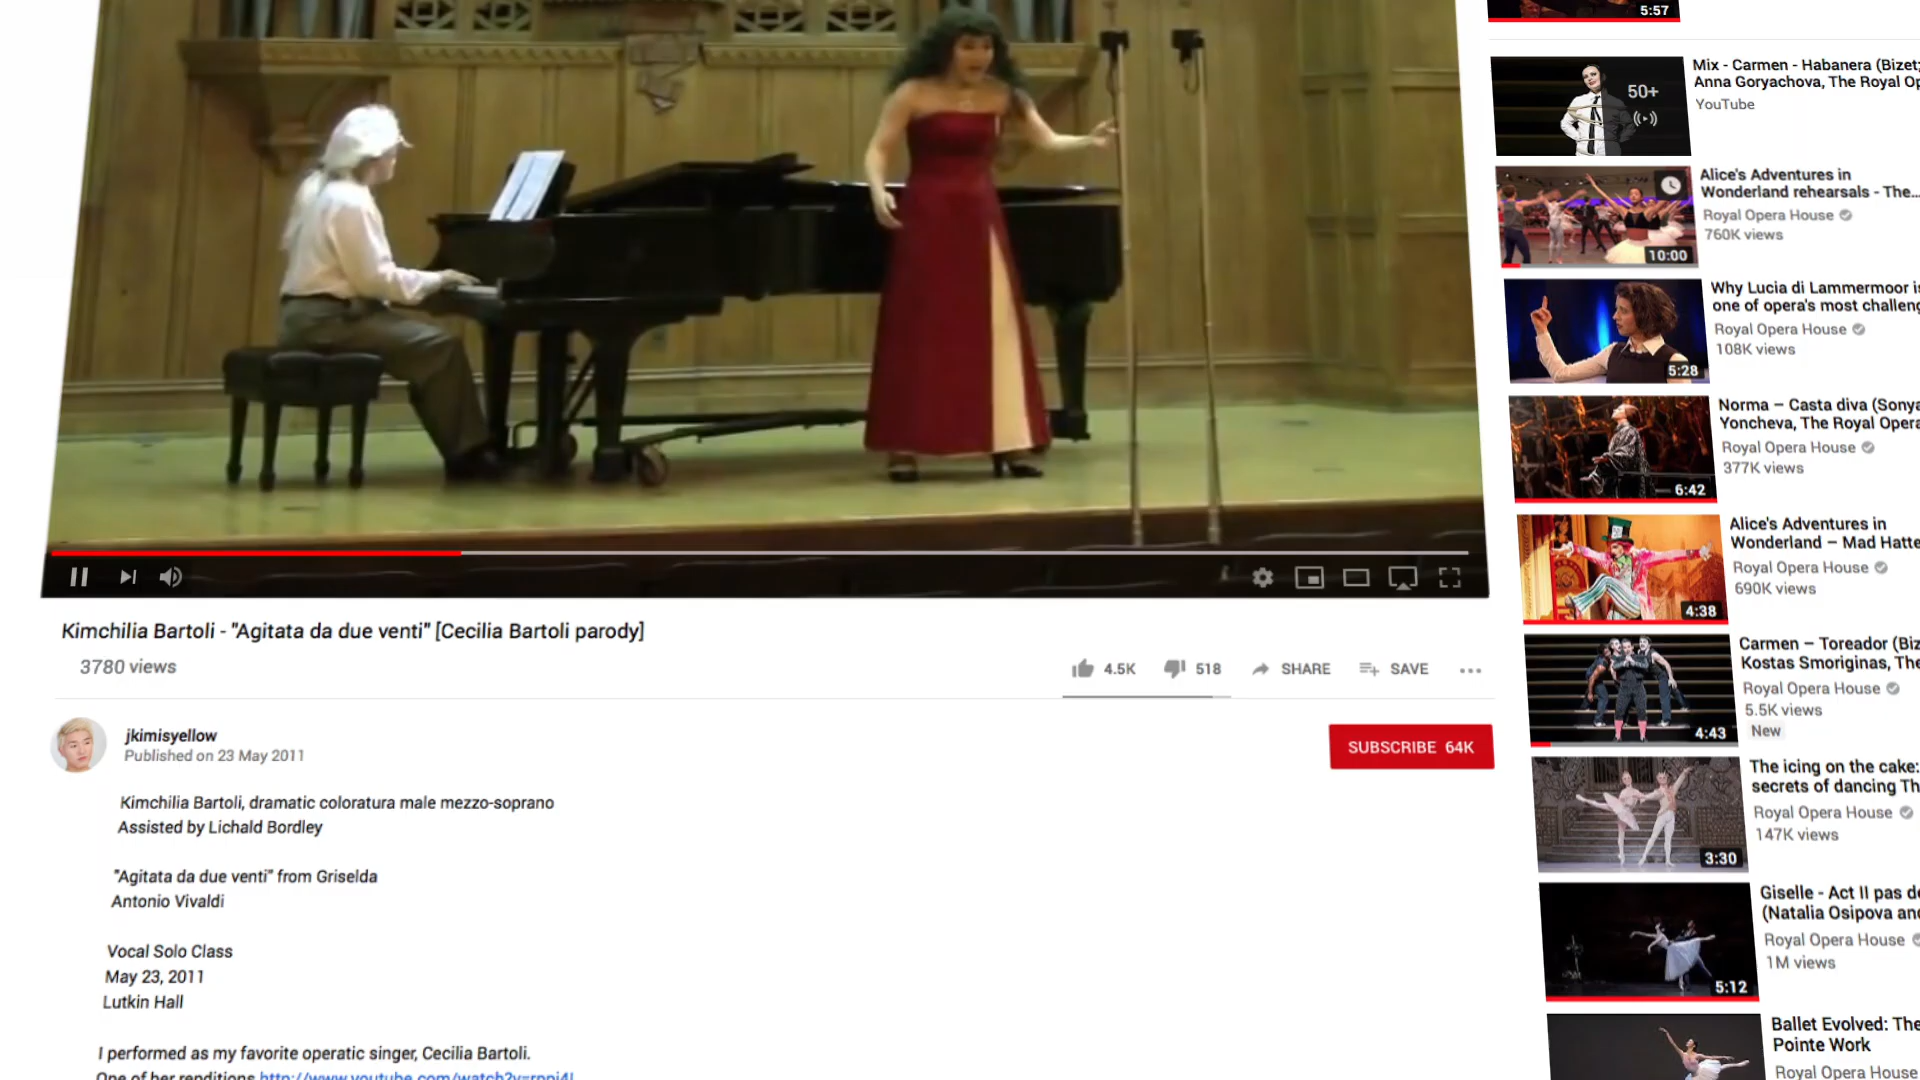 Kimchilia Bartoli - "Agitata da due venti" [Cecilia Bartoli parody]
3780 views
4.5K
518
SHARE
SAVE
jkimisyellow
Published on 23 May 2011
SUBSCRIBE 64K
Kimchilia Bartoli, dramatic coloratura male mezzo-soprano
Assisted by Lichald Bordley
"Agitata da due venti" from Griselda
Antonio Vivaldi
Vocal Solo Class
May 23, 2011
Lutkin Hall
I performed as my favorite operatic singer, Cecilia Bartoli.
One of her renditions
5:57
50+
Mix - Carmen - Habanera (Bizet;
Anna Goryachova, The Royal Op
YouTube
10:00
Alice's Adventures in
Wonderland rehearsals - The...
Royal Opera House
760K views
5:28
Why Lucia di Lammermoor is
one of opera's most challeng
Royal Opera House
108K views
6:42
Norma – Casta diva (Sonya
Yoncheva, The Royal Opera
Royal Opera House
377K views
4:38
Alice's Adventures in
Wonderland – Mad Hatte
Royal Opera House
690K views
4:43
Carmen – Toreador (Biz
Kostas Smoriginas, The
Royal Opera House
5.5K views
New
3:30
The icing on the cake:
secrets of dancing Th
Royal Opera House
147K views
5:12
Giselle - Act II pas de
(Natalia Osipova and
Royal Opera House
1M views
Ballet Evolved: The
Pointe Work
Royal Opera House